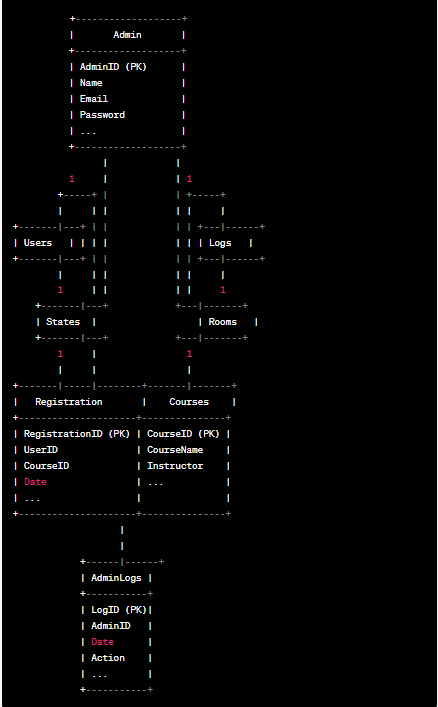 +-------------------+
|       Admin       |
+-------------------+
| AdminID (PK)      |
| Name              |
| Email             |
| Password          |
| ...               |
+-------------------+
|            |
1     |            | 1
+-----+ |            | +-----+
|     | |            | |     |
+-------|---+ | |            | | +---|------+
| Users   | | | |            | | | Logs   |
+-------|---+ | |            | | +---|------+
|     | |            | |     |
1     | |            | |     1
+-------|---+            +---|-------+
| States  |                  | Rooms   |
+-------|---+            +---|-------+
1     |                1
|     |                |
+-------|-----|--------+-------|-------+
|   Registration       |    Courses    |
+---------------------+---------------+
| RegistrationID (PK) | CourseID (PK) |
| UserID              | CourseName    |
| CourseID            | Instructor    |
| Date                | ...           |
| ...                 |               |
+---------------------+---------------+
|
|
+------|------+
| AdminLogs |
+-----------+
| LogID (PK)|
| AdminID   |
| Date      |
| Action    |
| ...       |
+-----------+